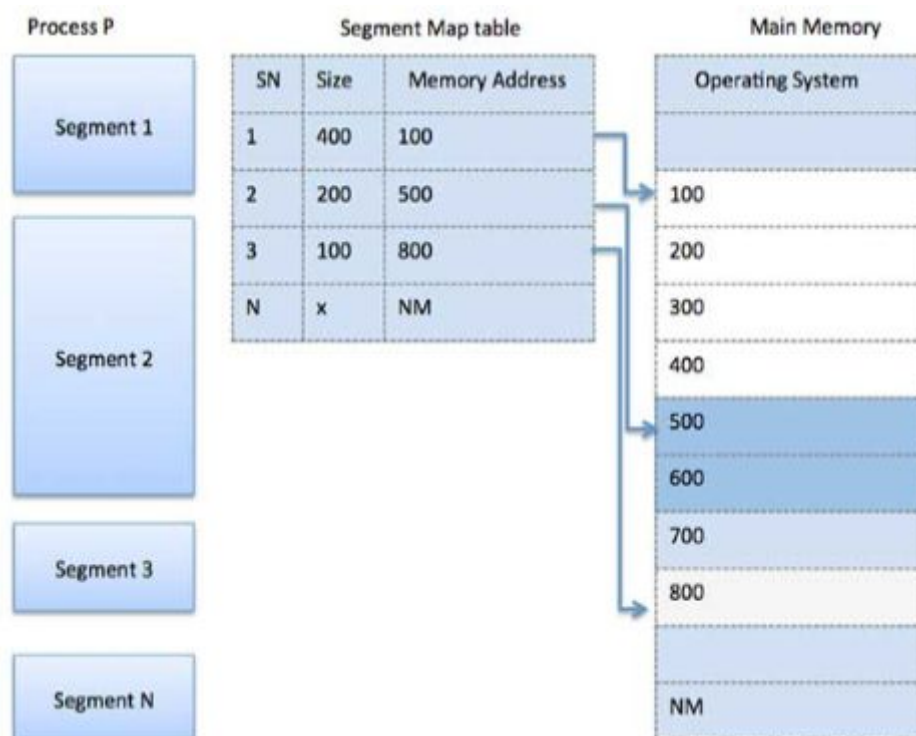 Process P
Segment Map table
Main Memory
Segment 1
Segment 2
Segment 3
Segment N
SN Size Memory Address
1 400 100
2 200 500
3 100 800
N x NM
Operating System
100
200
300
400
500
600
700
800
NM